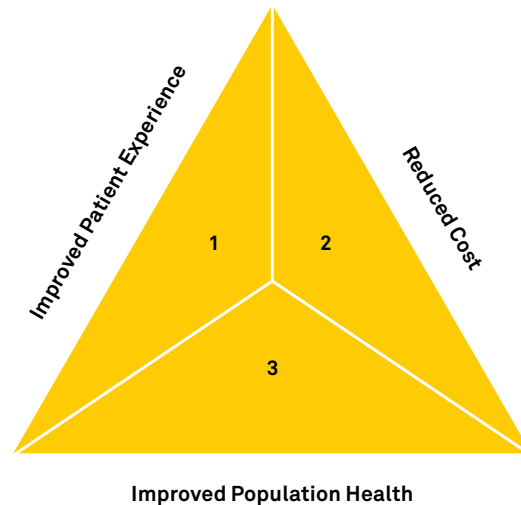 Improved Patient Experience
Reduced Cost
1
2
3
Improved Population Health